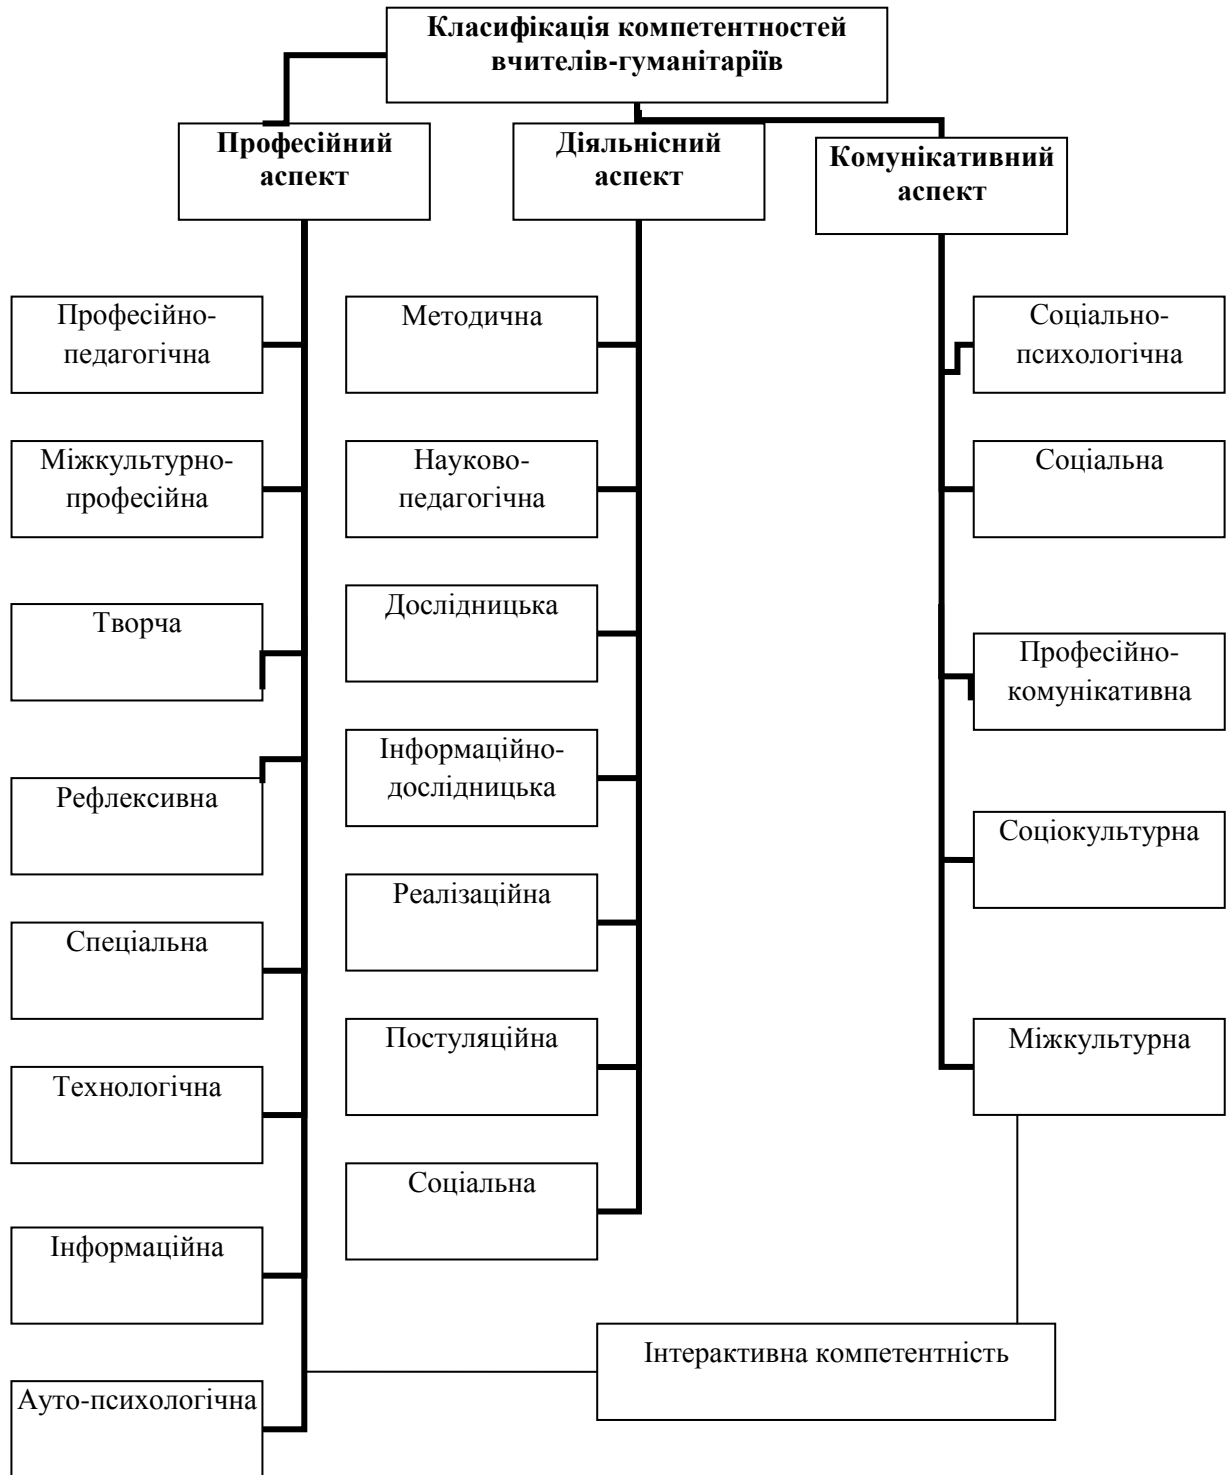 Класифікація компетентностей
вчителів-гуманітаріїв
Професійний
аспект
Діяльнісний
аспект
Комунікативний
аспект
Професійно-
педагогічна
Міжкультурно-
професійна
Творча
Рефлексивна
Спеціальна
Технологічна
Інформаційна
Ауто-психологічна
Методична
Науково-
педагогічна
Дослідницька
Інформаційно-
дослідницька
Реалізаційна
Постуляційна
Соціальна
Соціально-
психологічна
Соціальна
Професійно-
комунікативна
Соціокультурна
Міжкультурна
Інтерактивна компетентність